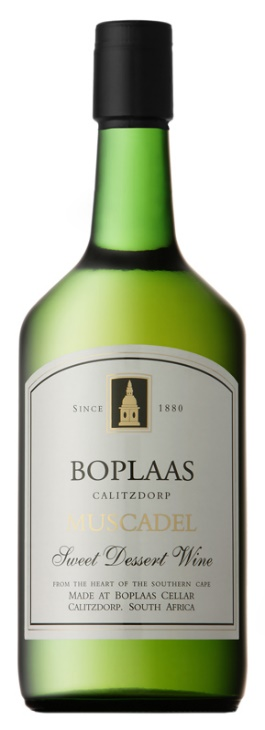 SINCE 1880
BOPLAAS
CALITZDORP
MUSCADEL
Sweet Dessert Wine
FROM THE HEART OF THE SOUTHERN CAPE
MADE AT BOPLAAS CELLAR
CALITZDORP, SOUTH AFRICA